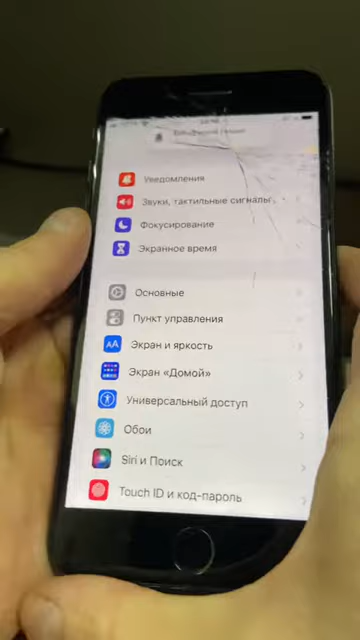 Уведомления
Звуки, тактильные сигналы
Фокусирование
Экранное время
Основные
Пункт управления
Экран и яркость
Экран «Домой»
Универсальный доступ
Обои
Siri и Поиск
Touch ID и код-пароль